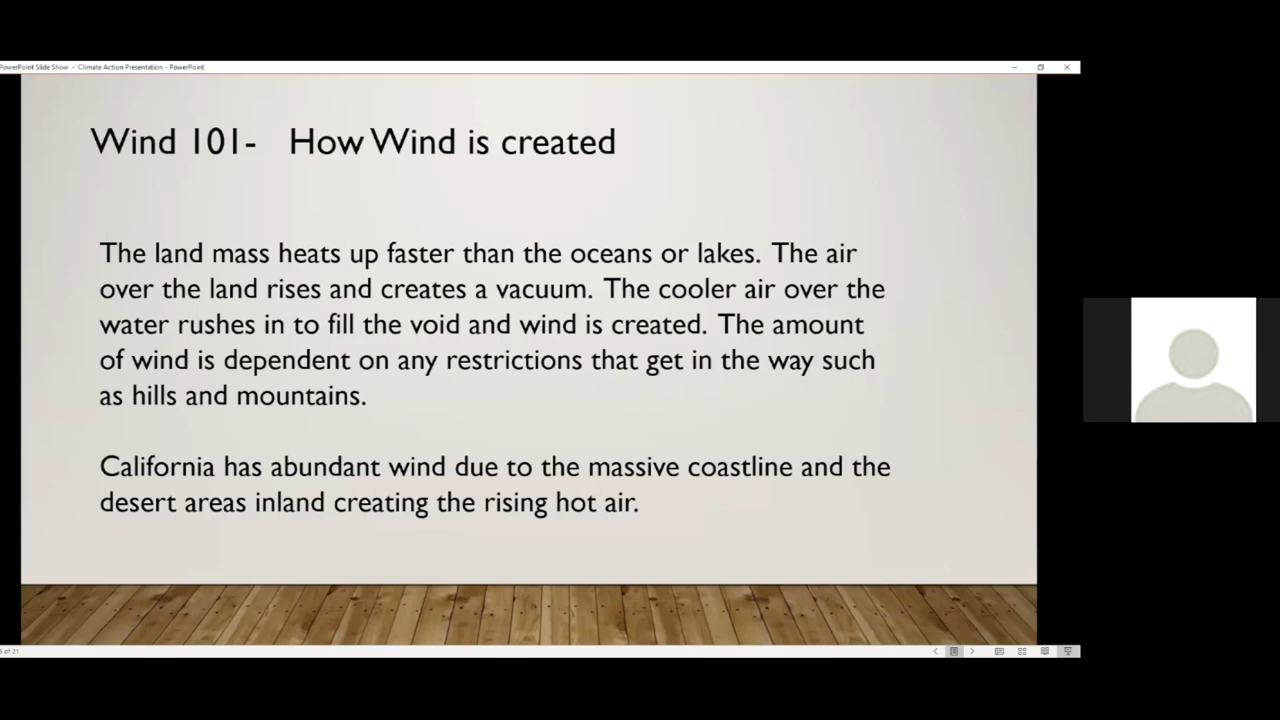 PowerPoint Slide Show - Climate Action Presentation - PowerPoint
Wind 101- How Wind is created
The land mass heats up faster than the oceans or lakes. The air
over the land rises and creates a vacuum. The cooler air over the
water rushes in to fill the void and wind is created. The amount
of wind is dependent on any restrictions that get in the way such
as hills and mountains.
California has abundant wind due to the massive coastline and the
desert areas inland creating the rising hot air.
of 21